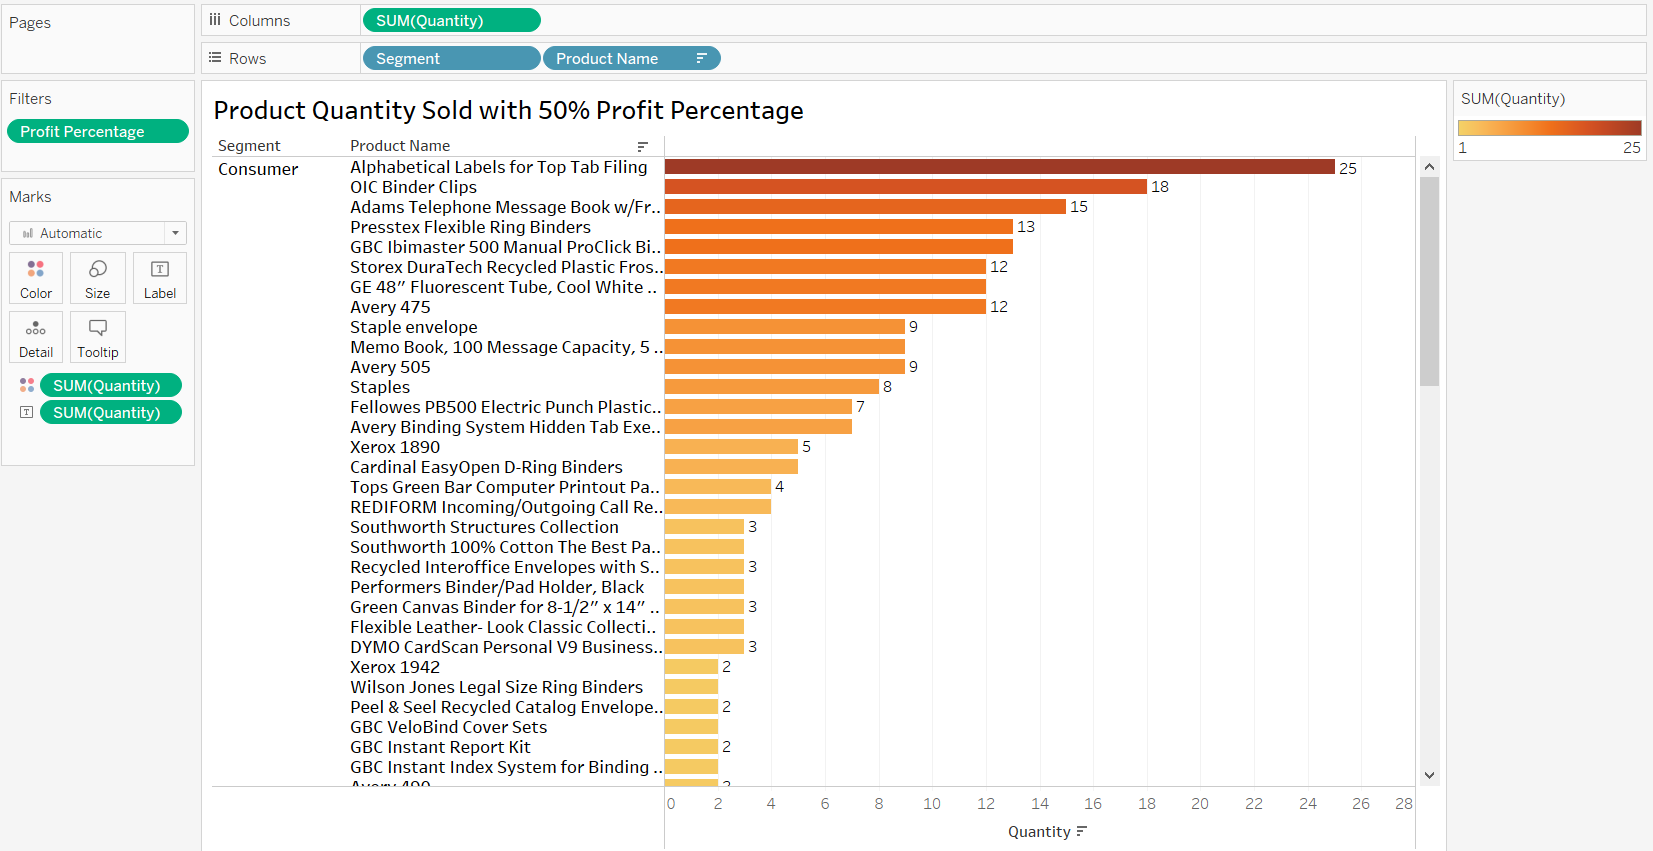 Pages
Columns
SUM(Quantity)
Rows
Segment
Product Name
Filters
Profit Percentage
Marks
Automatic
Color
Size
Label
Detail
Tooltip
SUM(Quantity)
SUM(Quantity)
Product Quantity Sold with 50% Profit Percentage
Segment Product Name
Consumer
Alphabetical Labels for Top Tab Filing 25
OIC Binder Clips 18
Adams Telephone Message Book w/Fr.. 15
Presstex Flexible Ring Binders 13
GBC Ibimaster 500 Manual ProClick Bi..
Storex DuraTech Recycled Plastic Fros.. 12
GE 48” Fluorescent Tube, Cool White ..
Avery 475 12
Staple envelope 9
Memo Book, 100 Message Capacity, 5 ..
Avery 505 9
Staples 8
Fellowes PB500 Electric Punch Plastic.. 7
Avery Binding System Hidden Tab Exe..
Xerox 1890 5
Cardinal EasyOpen D-Ring Binders
Tops Green Bar Computer Printout Pa.. 4
REDIFORM Incoming/Outgoing Call Re..
Southworth Structures Collection 3
Southworth 100% Cotton The Best Pa..
Recycled Interoffice Envelopes with S.. 3
Performers Binder/Pad Holder, Black
Green Canvas Binder for 8-1/2” x 14” .. 3
Flexible Leather- Look Classic Collecti..
DYMO CardScan Personal V9 Business.. 3
Xerox 1942 2
Wilson Jones Legal Size Ring Binders
Peel & Seel Recycled Catalog Envelope.. 2
GBC VeloBind Cover Sets
GBC Instant Report Kit 2
GBC Instant Index System for Binding ..
Avery 490 2
0 2 4 6 8 10 12 14 16 18 20 22 24 26 28
Quantity
SUM(Quantity)
1 25